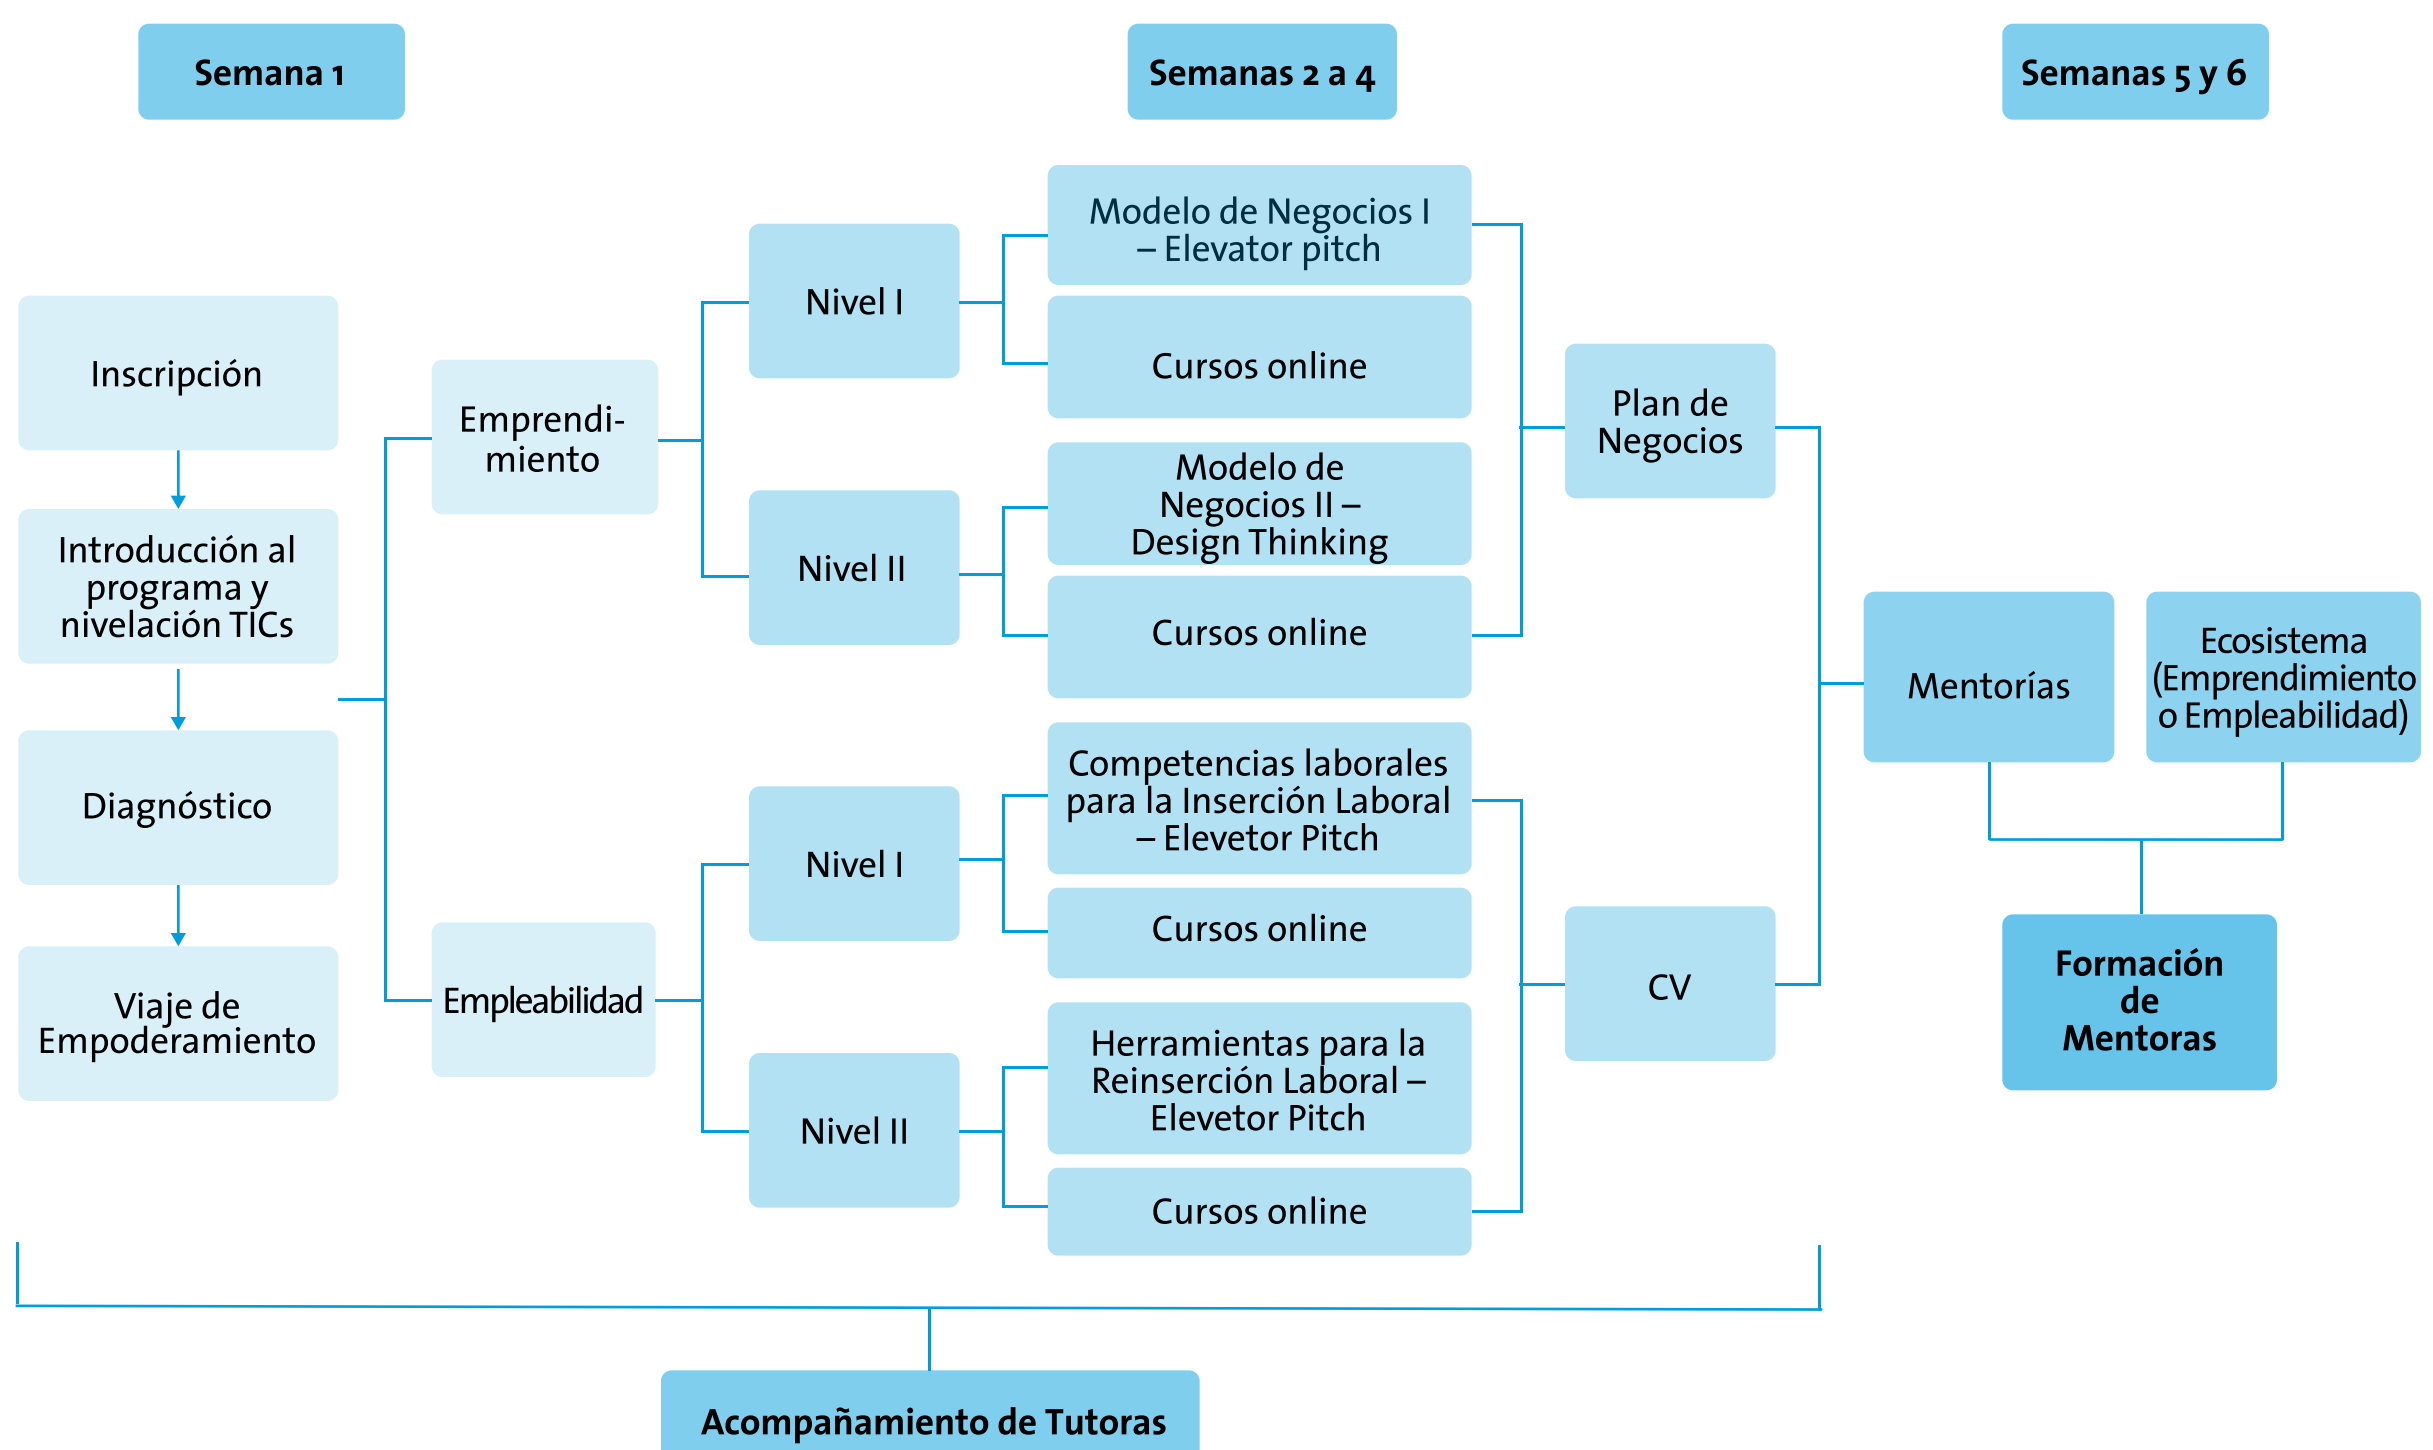 Semana 1
Semanas 2 a 4
Semanas 5 y 6
Inscripción
Introducción al
programa y
nivelación TICs
Diagnóstico
Viaje de
Empoderamiento
Emprendi-
miento
Empleabilidad
Nivel I
Nivel II
Nivel I
Nivel II
Modelo de Negocios I
– Elevator pitch
Cursos online
Modelo de
Negocios II –
Design Thinking
Cursos online
Competencias laborales
para la Inserción Laboral
– Elevetor Pitch
Cursos online
Herramientas para la
Reinserción Laboral –
Elevetor Pitch
Cursos online
Plan de
Negocios
CV
Mentorías
Ecosistema
(Emprendimiento
o Empleabilidad)
Formación
de
Mentoras
Acompañamiento de Tutoras